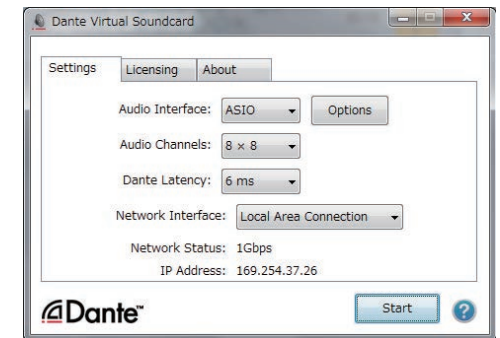 Dante Virtual Soundcard
Settings Licensing About
Audio Interface: ASIO Options
Audio Channels: 8 × 8
Dante Latency: 6 ms
Network Interface: Local Area Connection
Network Status: 1Gbps
IP Address: 169.254.37.26
Dante™ Start ?